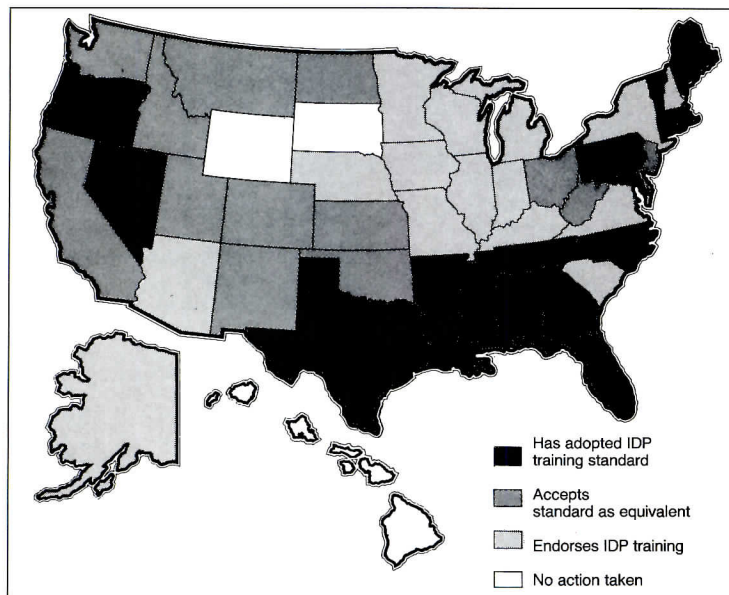 Has adopted IDP
training standard
Accepts
standard as equivalent
Endorses IDP training
No action taken